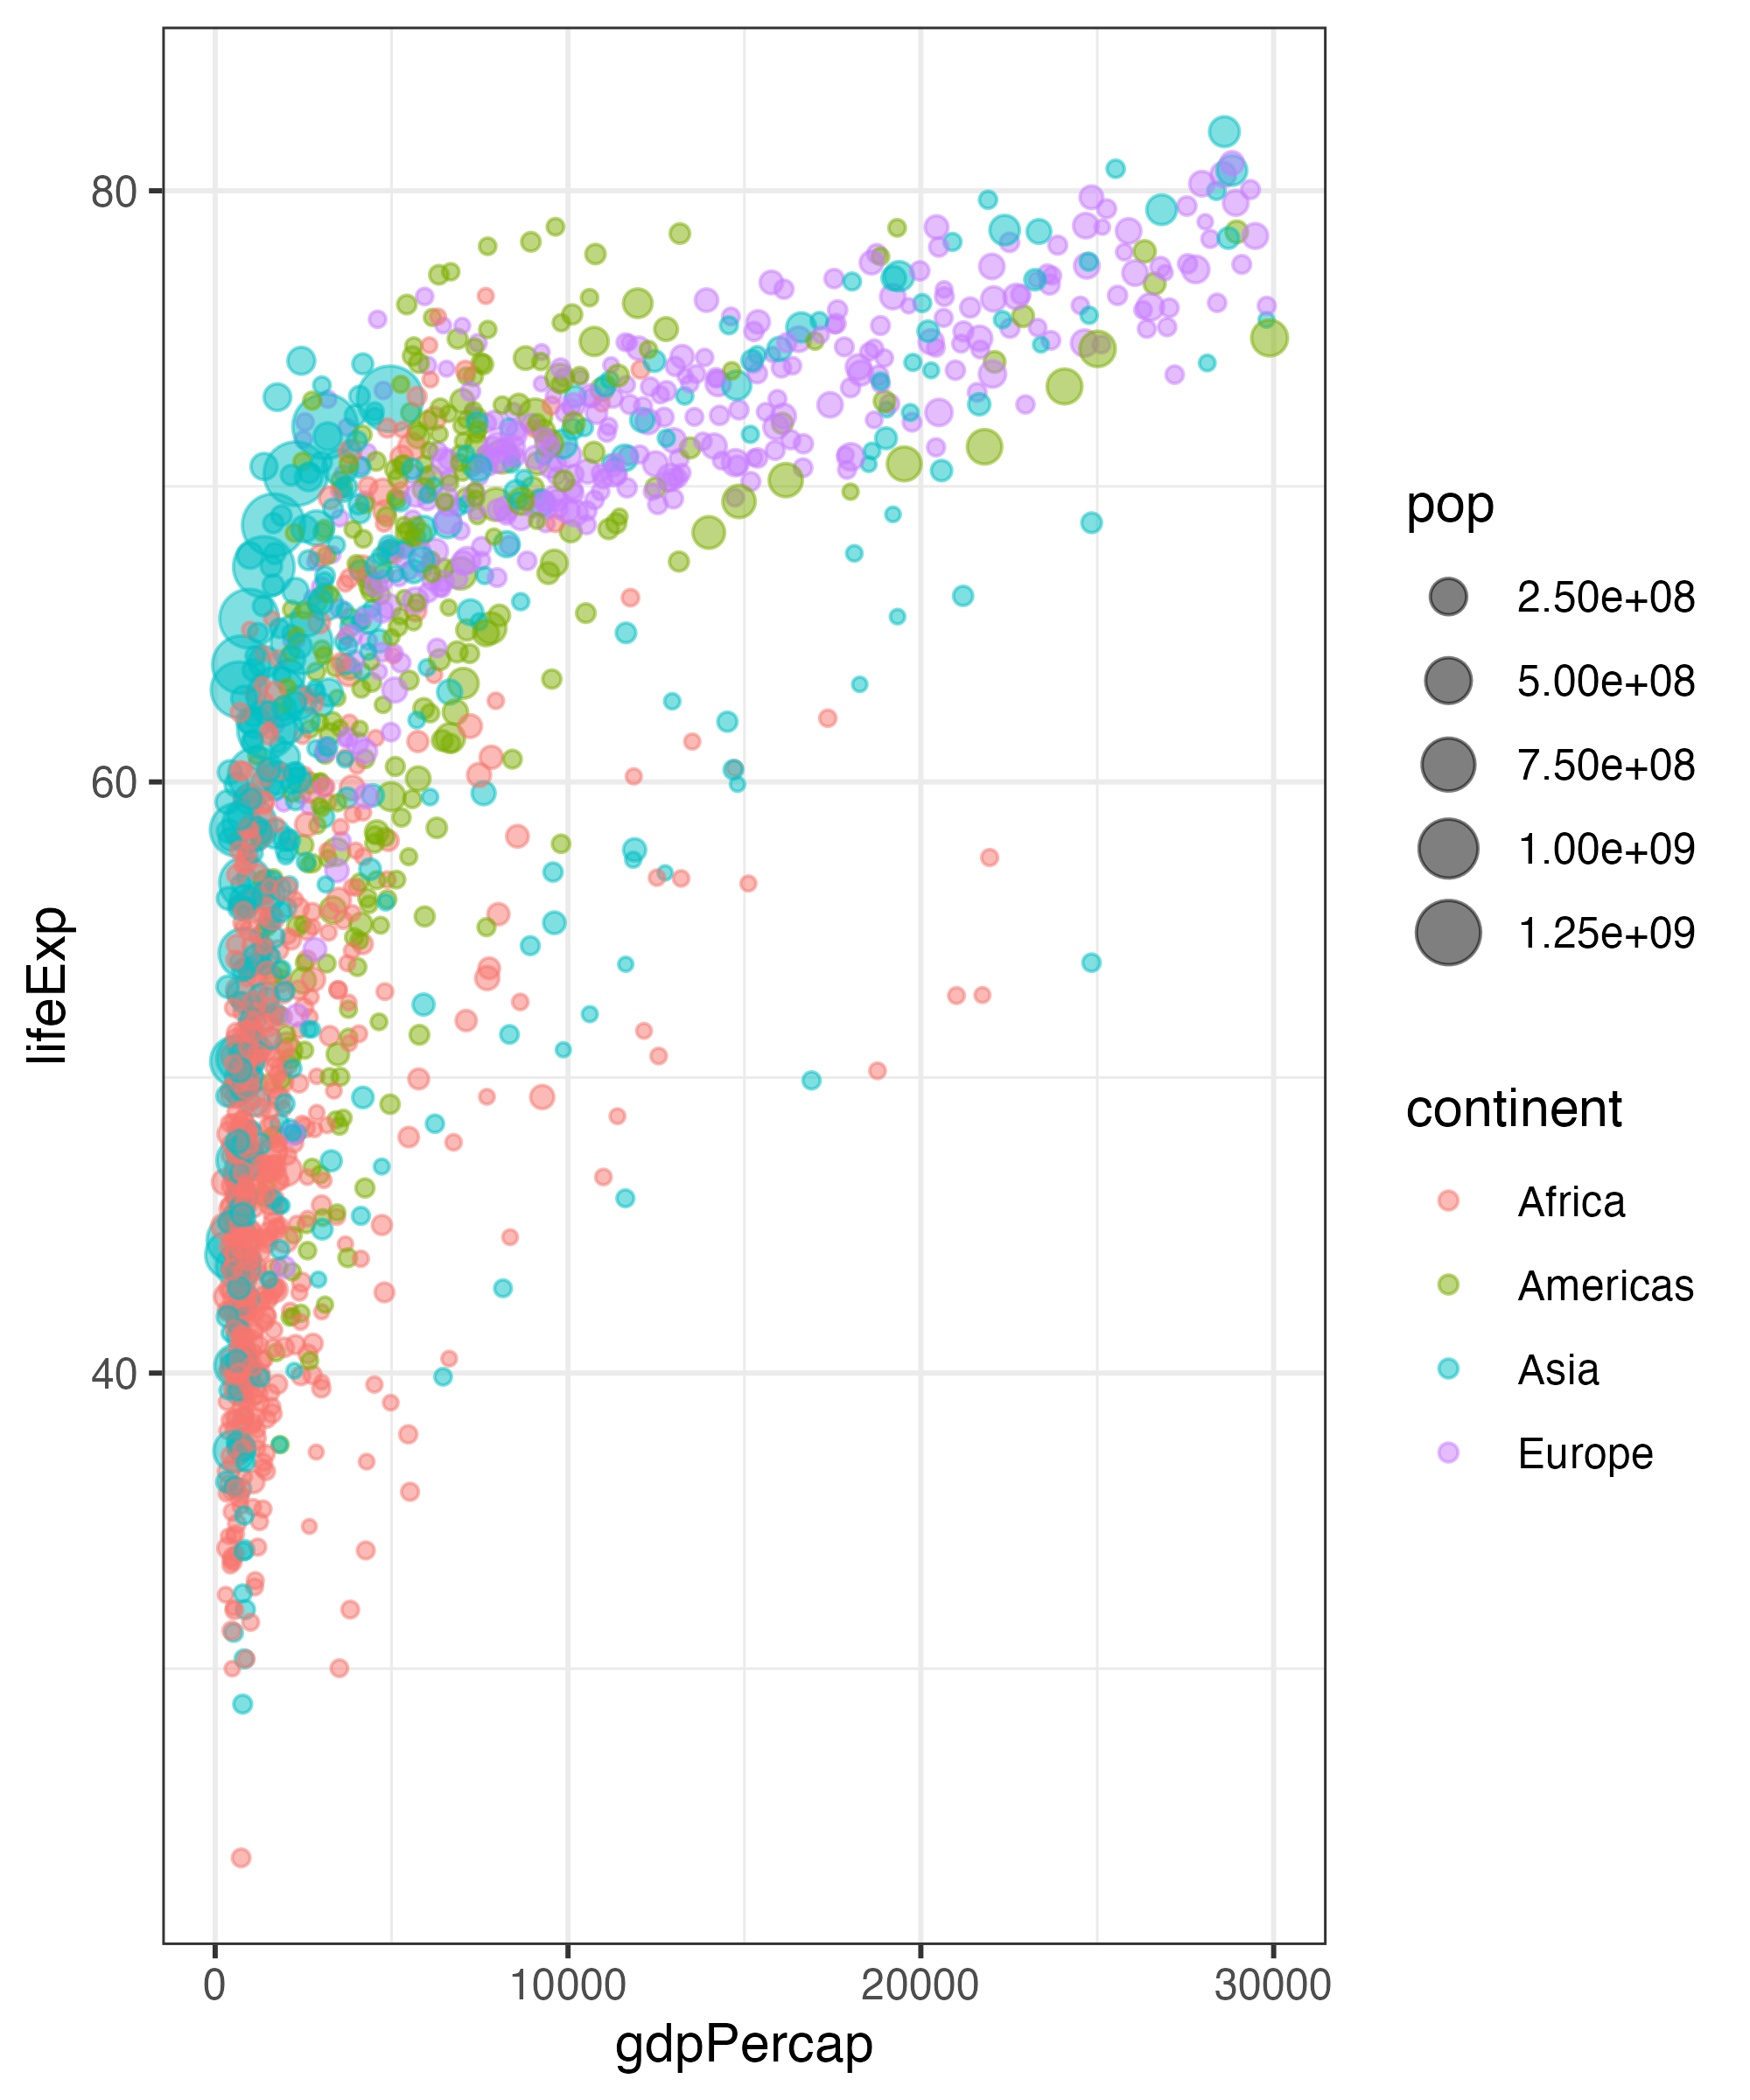 80
60
40
lifeExp
0 10000 20000 30000
gdpPercap
pop
2.50e+08
5.00e+08
7.50e+08
1.00e+09
1.25e+09
continent
Africa
Americas
Asia
Europe